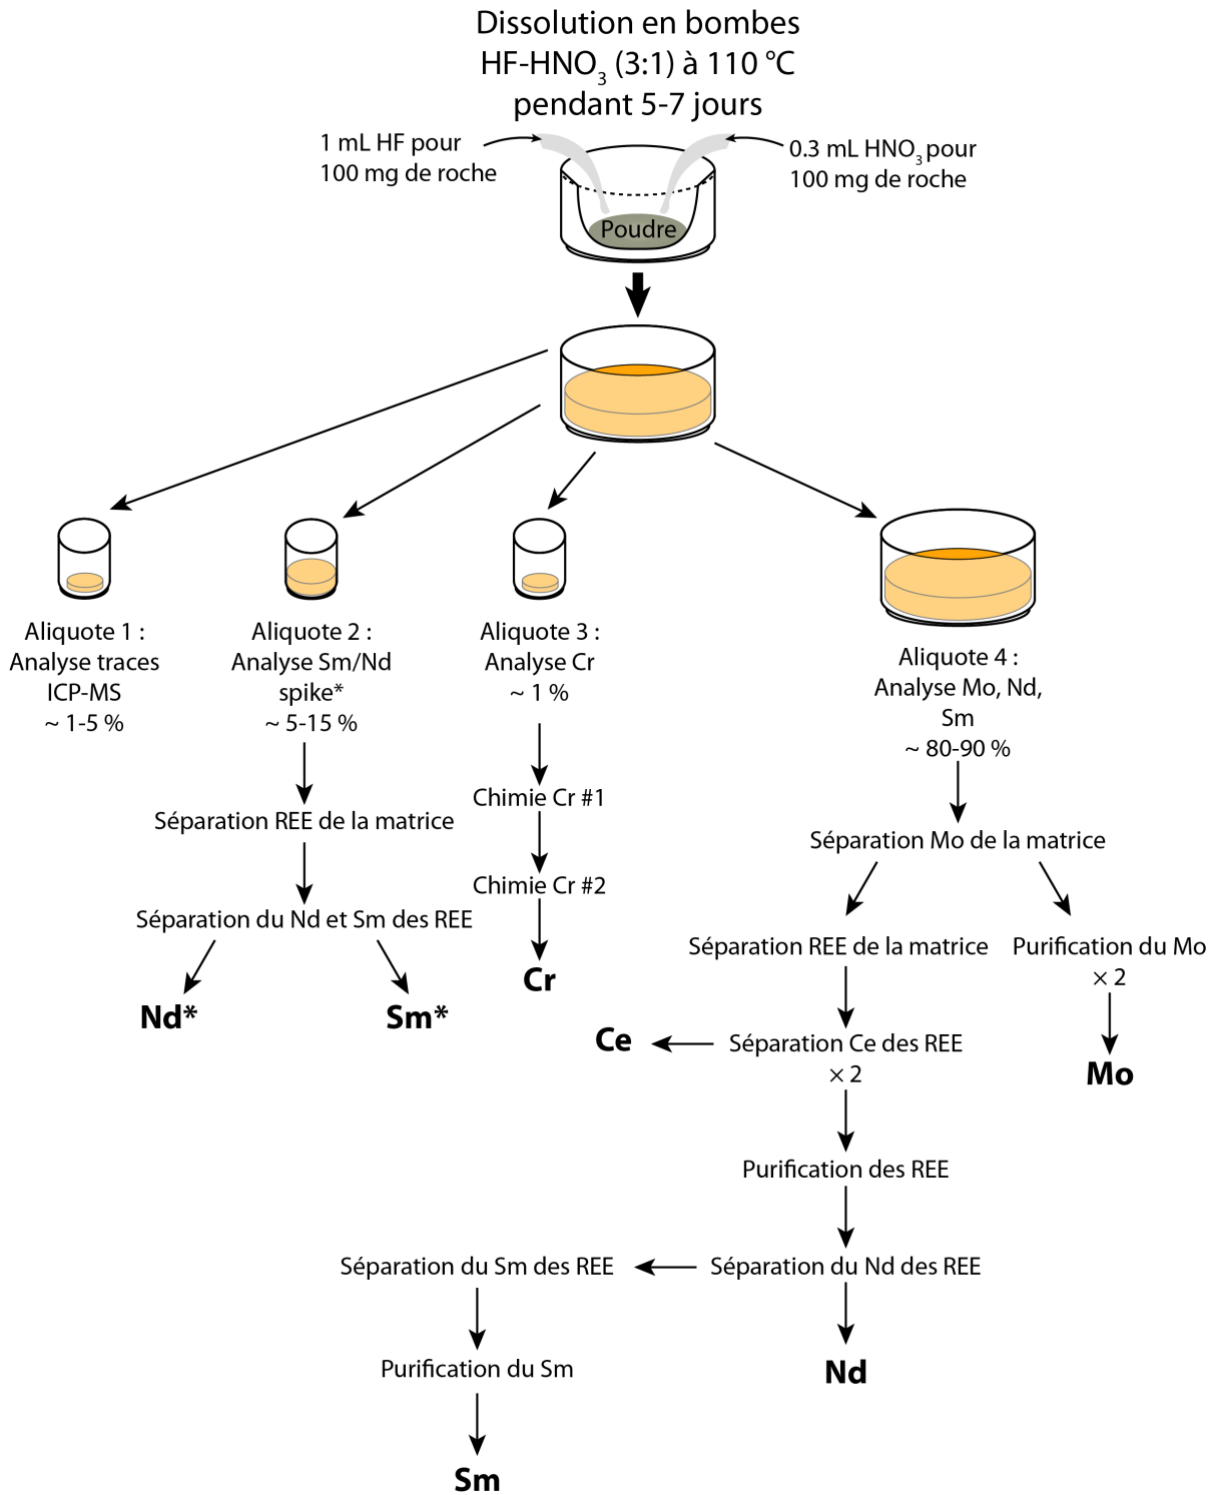 Dissolution en bombes
HF-HNO₃ (3:1) à 110 °C
pendant 5-7 jours
1 mL HF pour
100 mg de roche
0.3 mL HNO₃ pour
100 mg de roche
Poudre
Aliquote 1 :
Analyse traces
ICP-MS
~ 1-5 %
Aliquote 2 :
Analyse Sm/Nd
spike*
~ 5-15 %
Aliquote 3 :
Analyse Cr
~ 1 %
Aliquote 4 :
Analyse Mo, Nd,
Sm
~ 80-90 %
Séparation REE de la matrice
Séparation du Nd et Sm des REE
Nd*
Sm*
Chimie Cr #1
Chimie Cr #2
Cr
Séparation Mo de la matrice
Séparation REE de la matrice
Purification du Mo
× 2
Mo
Séparation Ce des REE
× 2
Ce
Purification des REE
Séparation du Nd des REE
Séparation du Sm des REE
Nd
Purification du Sm
Sm